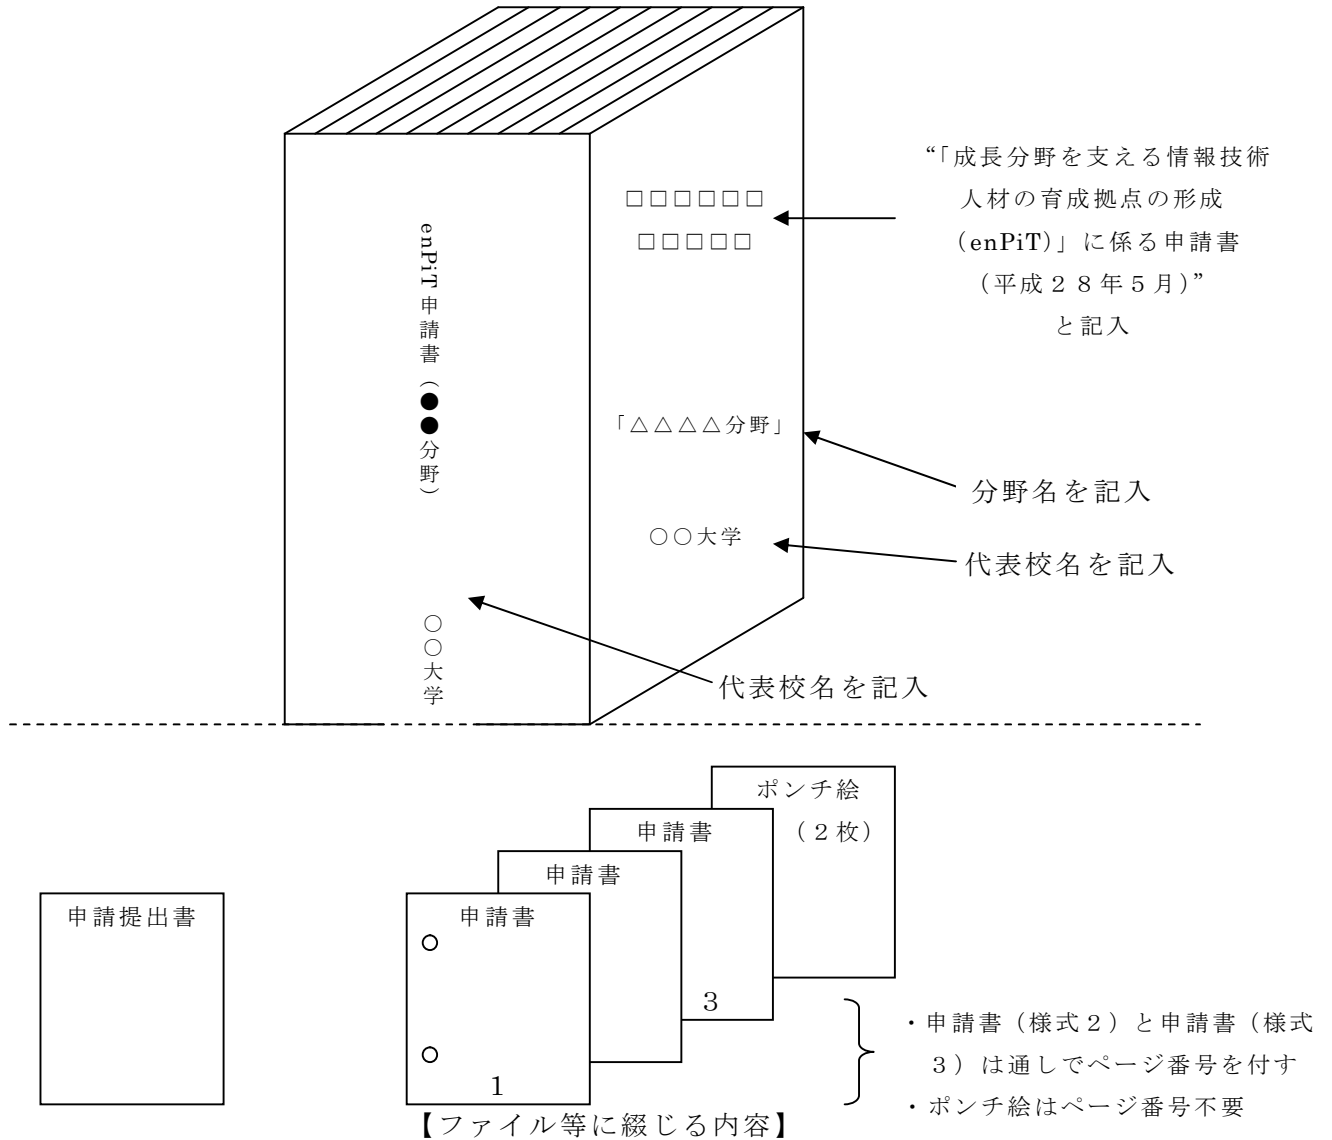 “「成長分野を支える情報技術
人材の育成拠点の形成
（enPiT）」に係る申請書
（平成２８年５月）”
と記入
□□□□□□
□□□□□
enPiT 申請書（●●分野）
「△△△△分野」
分野名を記入
○○大学
代表校名を記入
○○大学
代表校名を記入
ポンチ絵
（２枚）
申請書
申請書
申請書
申請提出書
3
1
・申請書（様式２）と申請書（様式
３）は通しでページ番号を付す
・ポンチ絵はページ番号不要
【ファイル等に綴じる内容】